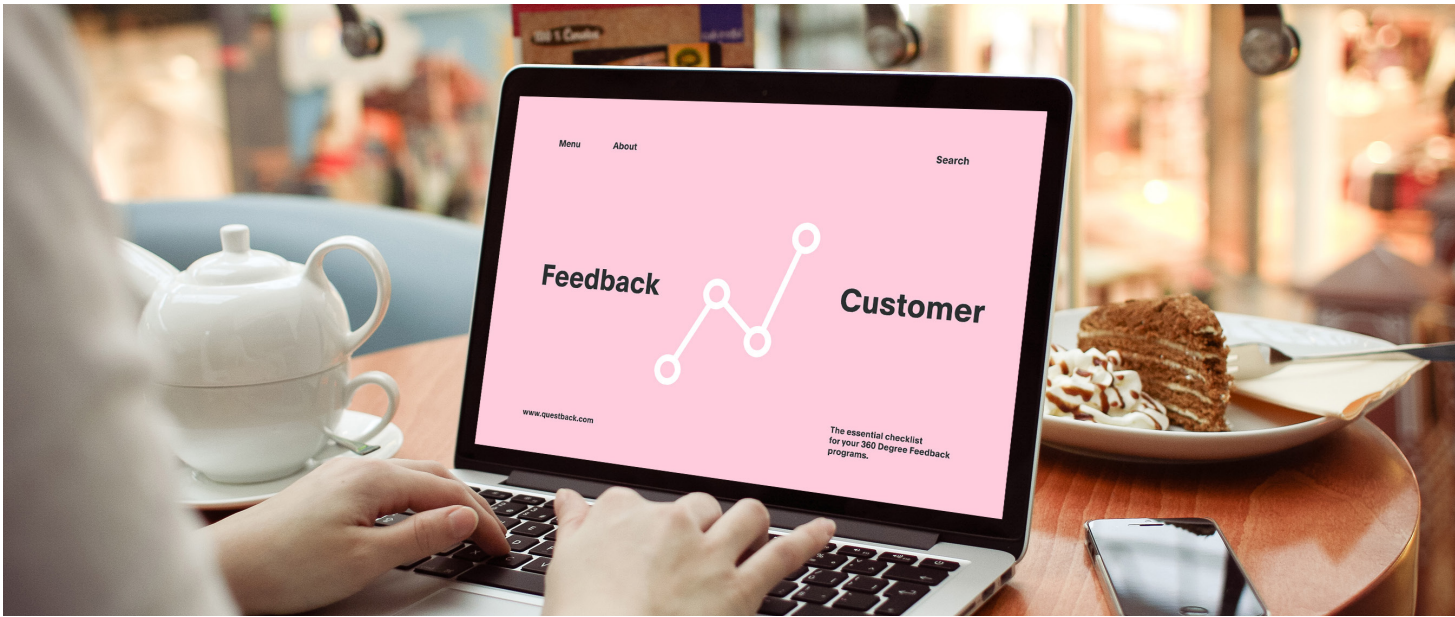 Menu
About
Search
Feedback
Customer
www.questback.com
The essential checklist
for your 360 Degree Feedback
programs.